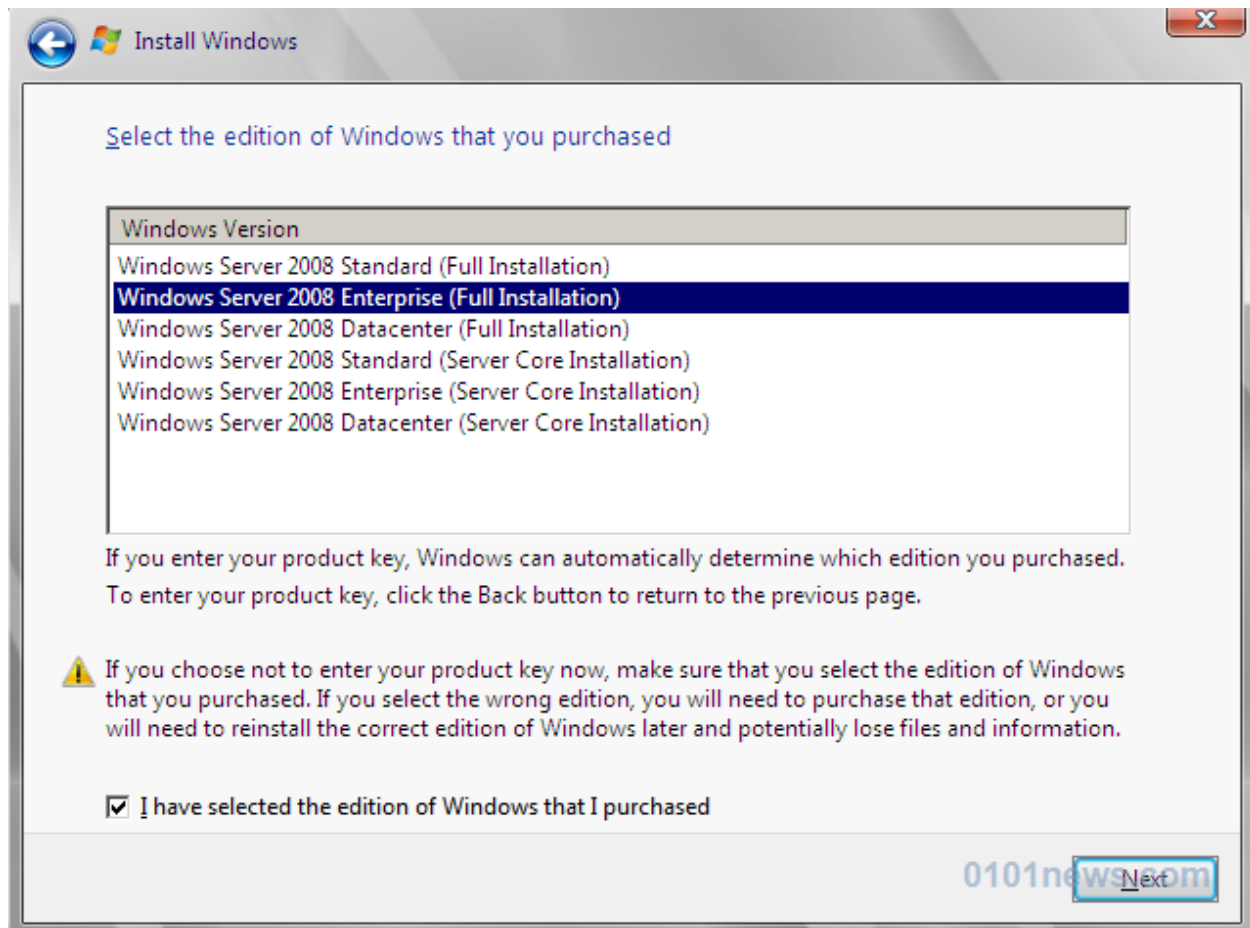 Install Windows
X
Select the edition of Windows that you purchased
Windows Version
Windows Server 2008 Standard (Full Installation)
Windows Server 2008 Enterprise (Full Installation)
Windows Server 2008 Datacenter (Full Installation)
Windows Server 2008 Standard (Server Core Installation)
Windows Server 2008 Enterprise (Server Core Installation)
Windows Server 2008 Datacenter (Server Core Installation)
If you enter your product key, Windows can automatically determine which edition you purchased.
To enter your product key, click the Back button to return to the previous page.
If you choose not to enter your product key now, make sure that you select the edition of Windows
that you purchased. If you select the wrong edition, you will need to purchase that edition, or you
will need to reinstall the correct edition of Windows later and potentially lose files and information.
I have selected the edition of Windows that I purchased
0101news.com
Next